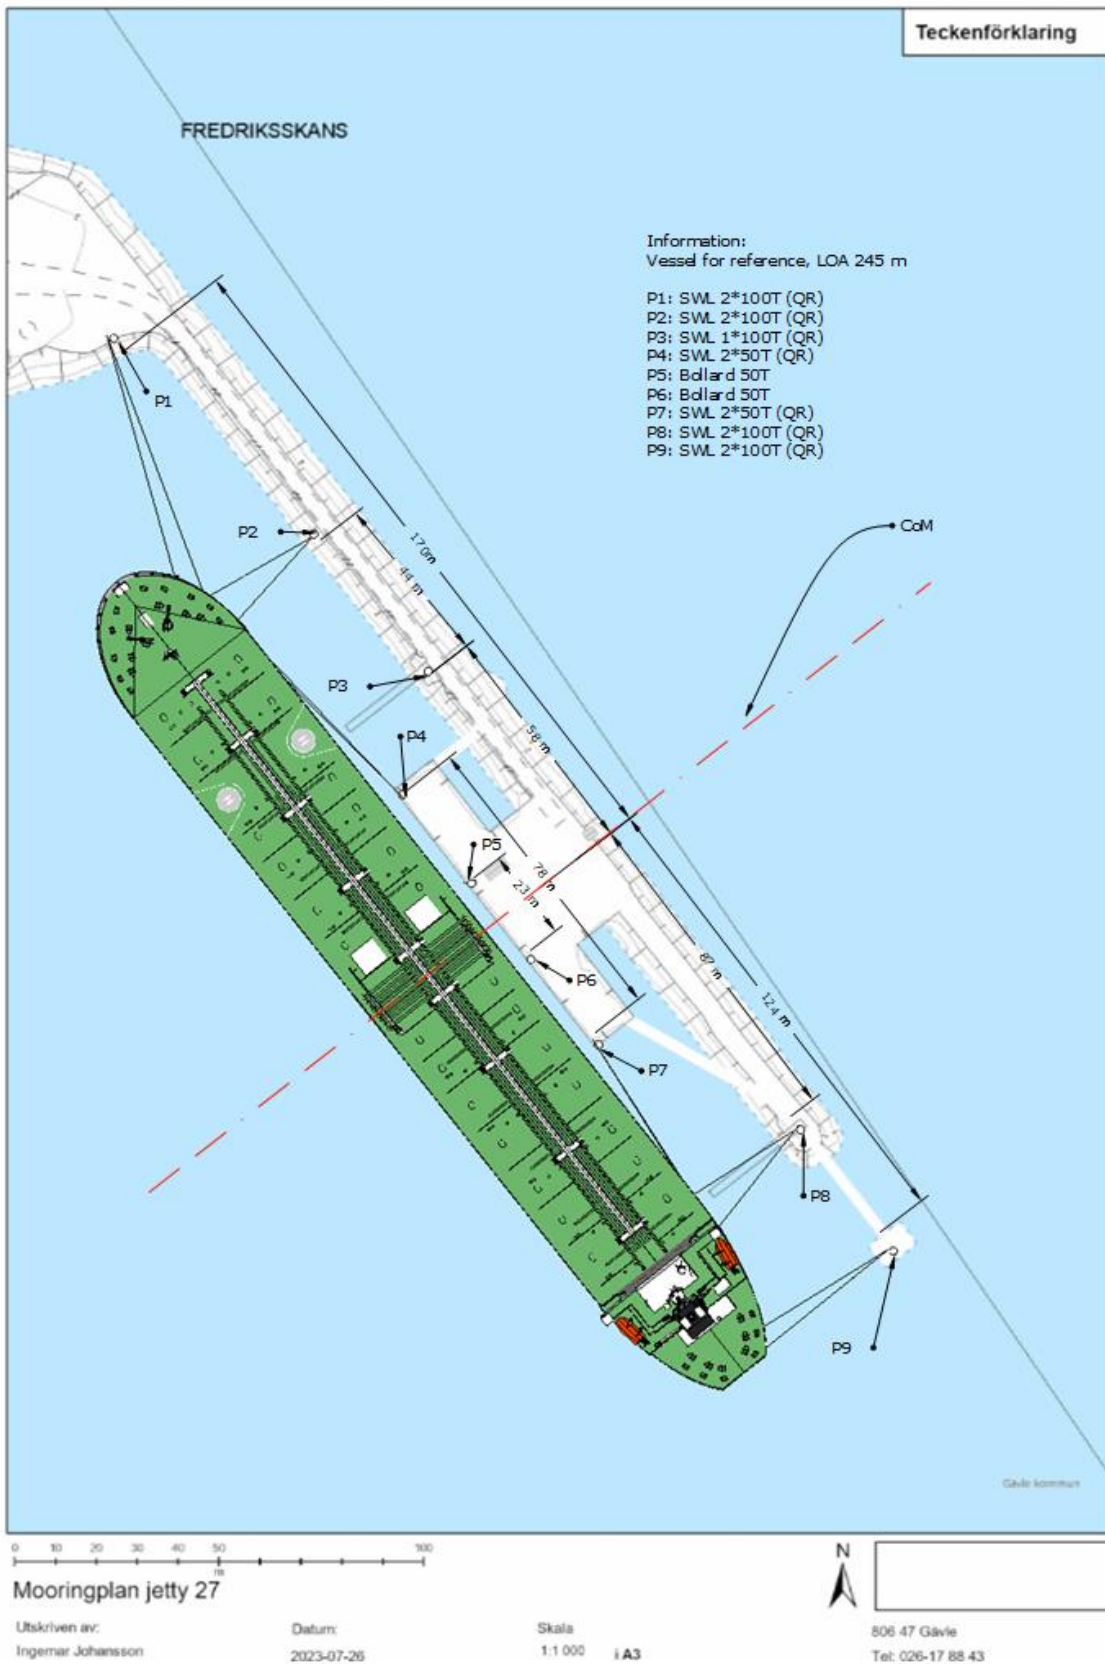 Teckenförklaring
FREDRIKSSKANS
Information:
Vessel for reference, LOA 245 m
P1: SWL 2*100T (QR)
P2: SWL 2*100T (QR)
P3: SWL 1*100T (QR)
P4: SWL 2*50T (QR)
P5: Bollard 50T
P6: Bollard 50T
P7: SWL 2*50T (QR)
P8: SWL 2*100T (QR)
P9: SWL 2*100T (QR)
P1
P2
CoM
170m
44 m
P3
P4
58 m
P5
78 m
23 m
P6
87 m
124 m
P7
P8
P9
Gävle kommun
0 10 20 30 40 50 100
m
Mooringplan jetty 27
N
Utskriven av:
Ingemar Johansson
Datum:
2023-07-26
Skala
1:1 000 i A3
806 47 Gävle
Tel: 026-17 88 43